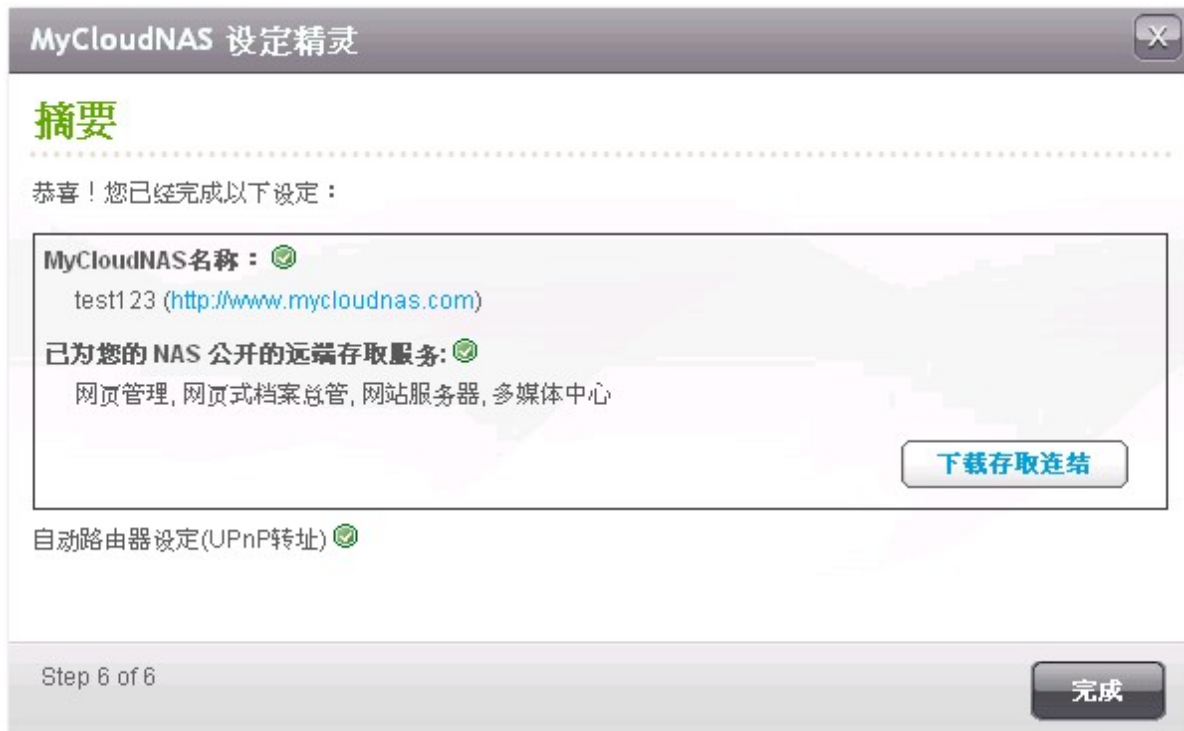 MyCloudNAS 设定精灵
X
摘要
恭喜！您已经完成以下设定：
MyCloudNAS名称：
test123 (http://www.mycloudnas.com)
已为您的 NAS 公开的远端存取服务:
网页管理, 网页式档案总管, 网站服务器, 多媒体中心
下载存取连结
自动路由器设定(UPnP转址)
Step 6 of 6
完成